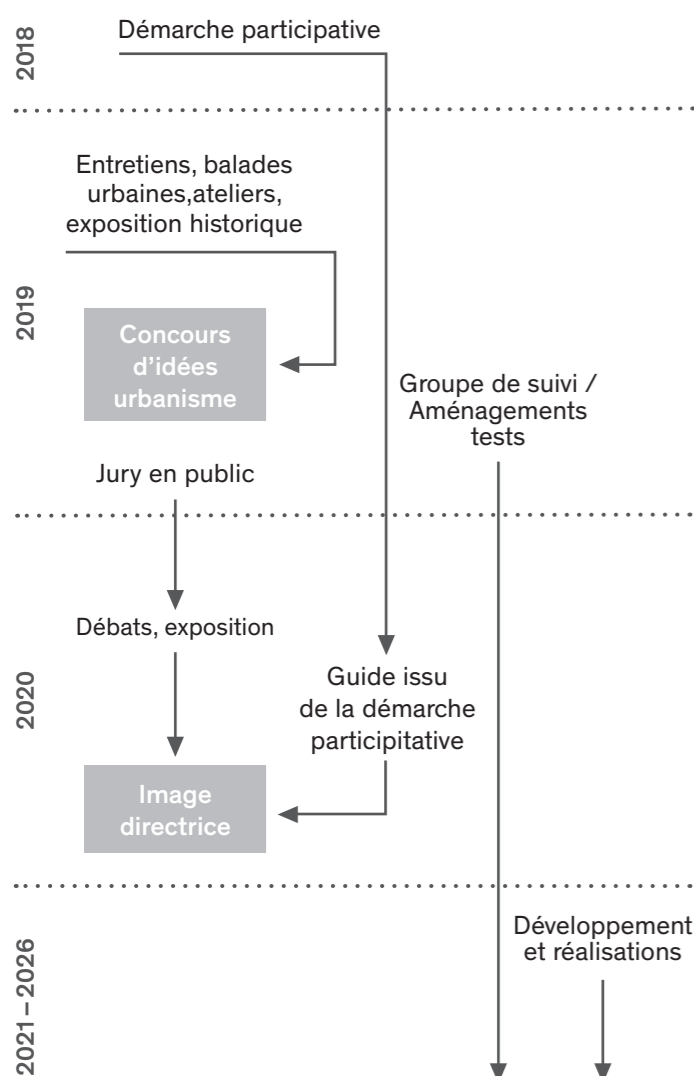 2018
Démarche participative
2019
Entretiens, balades
urbaines,ateliers,
exposition historique
Concours
d'idées
urbanisme
Groupe de suivi /
Aménagements
tests
Jury en public
2020
Débats, exposition
Guide issu
de la démarche
participitative
Image
directrice
2021 – 2026
Développement
et réalisations